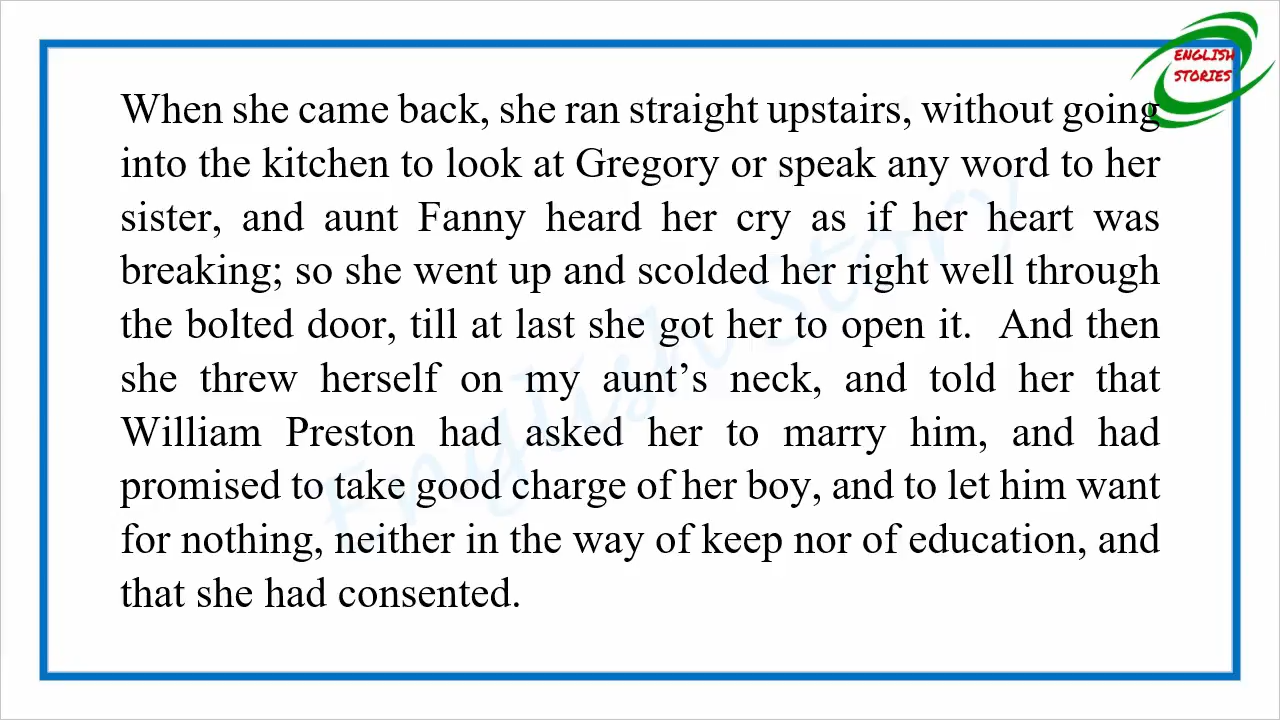 ENGLISH
STORIES
When she came back, she ran straight upstairs, without going
into the kitchen to look at Gregory or speak any word to her
sister, and aunt Fanny heard her cry as if her heart was
breaking; so she went up and scolded her right well through
the bolted door, till at last she got her to open it.  And then
she threw herself on my aunt’s neck, and told her that
William Preston had asked her to marry him, and had
promised to take good charge of her boy, and to let him want
for nothing, neither in the way of keep nor of education, and
that she had consented.
English Story